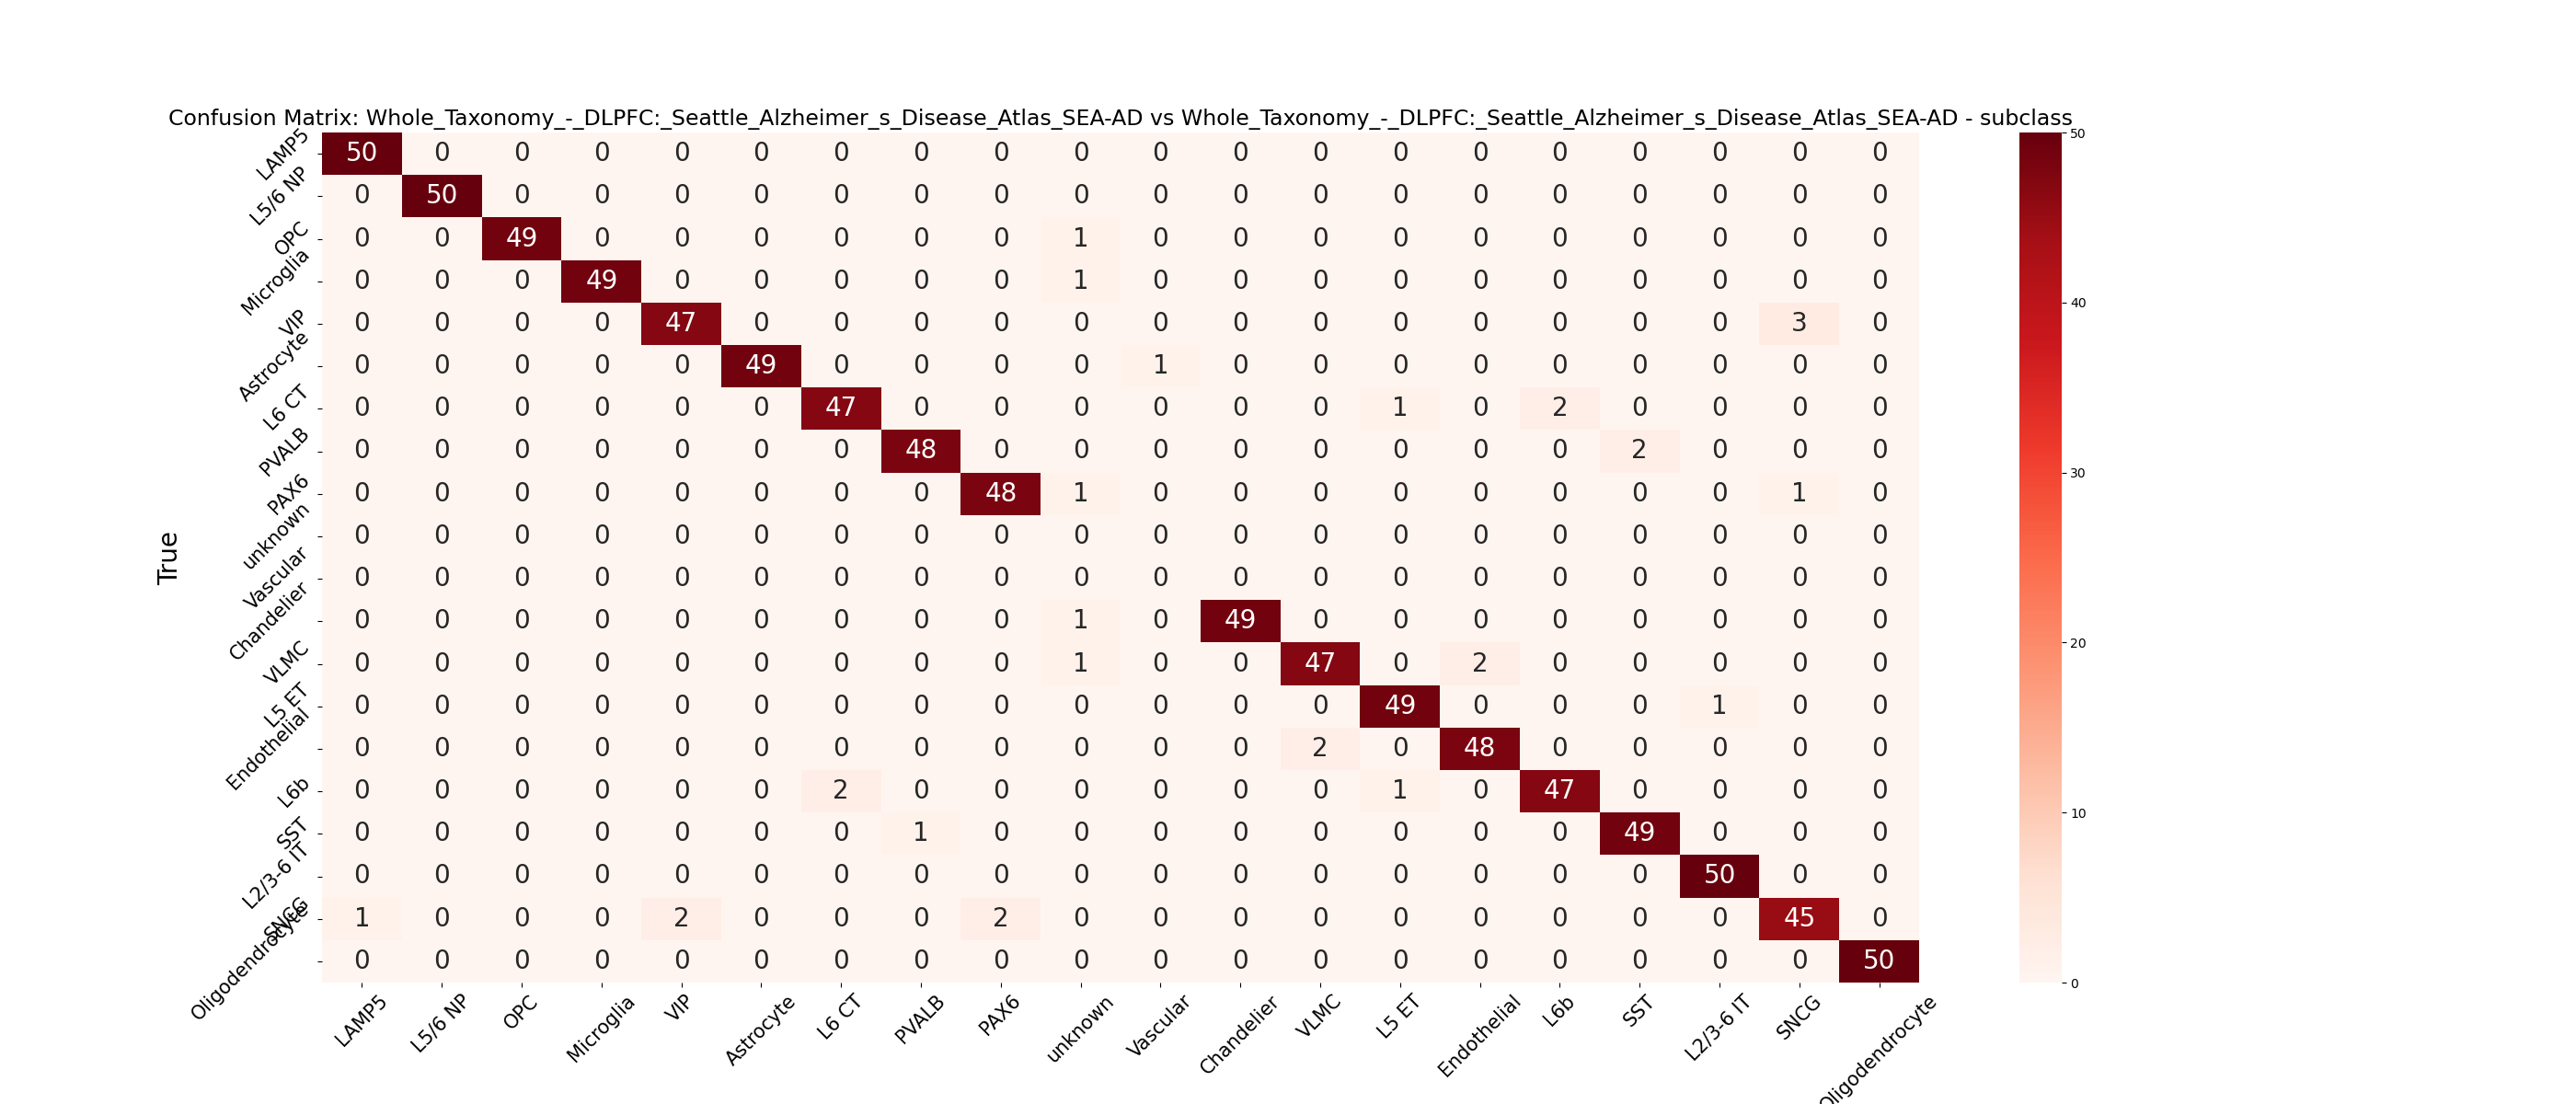 Confusion Matrix: Whole_Taxonomy_-_DLPFC:_Seattle_Alzheimer_s_Disease_Atlas_SEA-AD vs Whole_Taxonomy_-_DLPFC:_Seattle_Alzheimer_s_Disease_Atlas_SEA-AD - subclass
True
LAMP5 50 0 0 0 0 0 0 0 0 0 0 0 0 0 0 0 0 0 0 0
L5/6 NP 0 50 0 0 0 0 0 0 0 0 0 0 0 0 0 0 0 0 0 0
OPC 0 0 49 0 0 0 0 0 0 1 0 0 0 0 0 0 0 0 0 0
Microglia 0 0 0 49 0 0 0 0 0 1 0 0 0 0 0 0 0 0 0 0
VIP 0 0 0 0 47 0 0 0 0 0 0 0 0 0 0 0 0 0 3 0
Astrocyte 0 0 0 0 0 49 0 0 0 0 1 0 0 0 0 0 0 0 0 0
L6 CT 0 0 0 0 0 0 47 0 0 0 0 0 0 1 0 2 0 0 0 0
PVALB 0 0 0 0 0 0 0 48 0 0 0 0 0 0 0 0 2 0 0 0
PAX6 0 0 0 0 0 0 0 0 48 1 0 0 0 0 0 0 0 0 1 0
unknown 0 0 0 0 0 0 0 0 0 0 0 0 0 0 0 0 0 0 0 0
Vascular 0 0 0 0 0 0 0 0 0 0 0 0 0 0 0 0 0 0 0 0
Chandelier 0 0 0 0 0 0 0 0 0 1 0 49 0 0 0 0 0 0 0 0
VLMC 0 0 0 0 0 0 0 0 0 1 0 0 47 0 2 0 0 0 0 0
L5 ET 0 0 0 0 0 0 0 0 0 0 0 0 0 49 0 0 0 1 0 0
Endothelial 0 0 0 0 0 0 0 0 0 0 0 0 2 0 48 0 0 0 0 0
L6b 0 0 0 0 0 0 2 0 0 0 0 0 0 1 0 47 0 0 0 0
SST 0 0 0 0 0 0 0 1 0 0 0 0 0 0 0 0 49 0 0 0
L2/3-6 IT 0 0 0 0 0 0 0 0 0 0 0 0 0 0 0 0 0 50 0 0
SNCG 1 0 0 0 2 0 0 0 2 0 0 0 0 0 0 0 0 0 45 0
Oligodendrocyte 0 0 0 0 0 0 0 0 0 0 0 0 0 0 0 0 0 0 0 50
LAMP5 L5/6 NP OPC Microglia VIP Astrocyte L6 CT PVALB PAX6 unknown Vascular Chandelier VLMC L5 ET Endothelial L6b SST L2/3-6 IT SNCG Oligodendrocyte
50
40
30
20
10
0